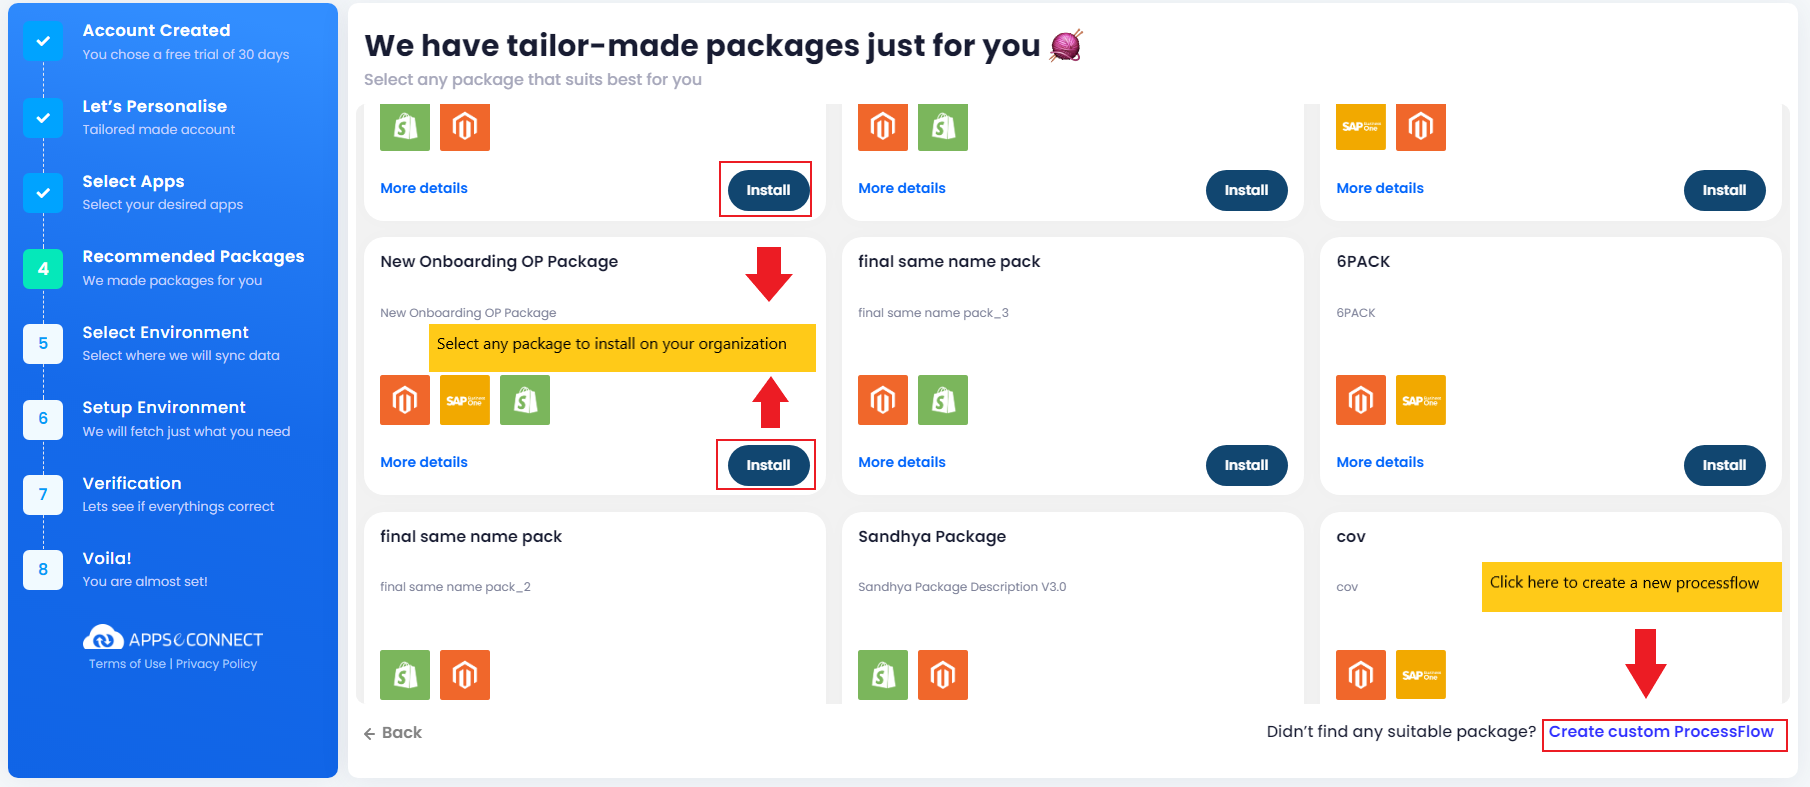 Account Created
You chose a free trial of 30 days
Let's Personalise
Tailored made account
Select Apps
Select your desired apps
4
Recommended Packages
We made packages for you
5
Select Environment
Select where we will sync data
6
Setup Environment
We will fetch just what you need
7
Verification
Lets see if everythings correct
8
Voila!
You are almost set!
APPSeCONNECT
Terms of Use | Privacy Policy
We have tailor-made packages just for you
Select any package that suits best for you
SAP Business One
More details
Install
More details
Install
More details
Install
New Onboarding OP Package
New Onboarding OP Package
Select any package to install on your organization
SAP Business One
More details
Install
final same name pack
final same name pack_3
More details
Install
6PACK
6PACK
SAP Business One
More details
Install
final same name pack
final same name pack_2
Sandhya Package
Sandhya Package Description V3.0
cov
cov
Click here to create a new processflow
SAP Business One
Back
Didn't find any suitable package? Create custom ProcessFlow